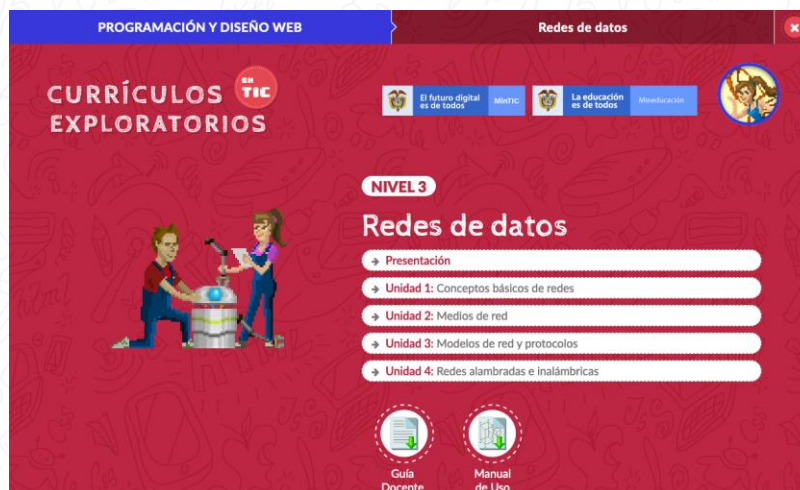 PROGRAMACIÓN Y DISEÑO WEB
Redes de datos
CURRÍCULOS EN TIC
EXPLORATORIOS
El futuro digital
es de todos
MinTIC
La educación
es de todos
Mineducación
NIVEL 3
Redes de datos
Presentación
Unidad 1: Conceptos básicos de redes
Unidad 2: Medios de red
Unidad 3: Modelos de red y protocolos
Unidad 4: Redes alambradas e inalámbricas
Guía
Docente
Manual
de Uso